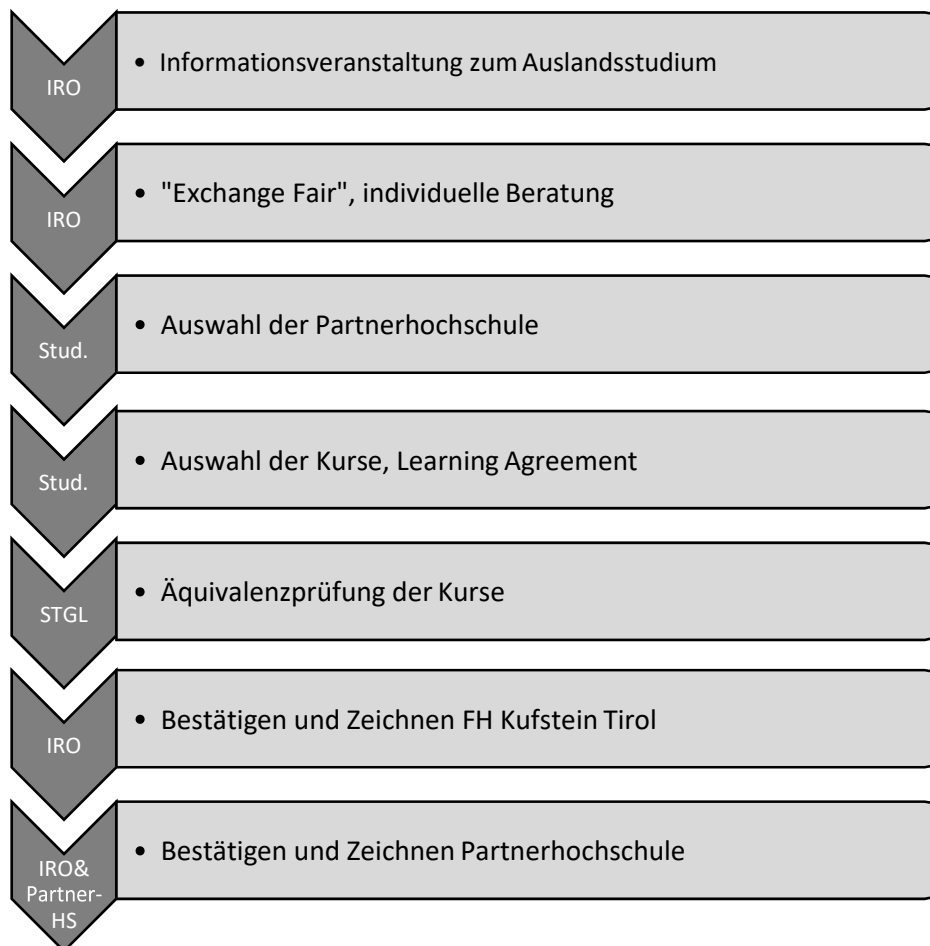 IRO
• Informationsveranstaltung zum Auslandsstudium
IRO
• "Exchange Fair", individuelle Beratung
Stud.
• Auswahl der Partnerhochschule
Stud.
• Auswahl der Kurse, Learning Agreement
STGL
• Äquivalenzprüfung der Kurse
IRO
• Bestätigen und Zeichnen FH Kufstein Tirol
IRO&
Partner-
HS
• Bestätigen und Zeichnen Partnerhochschule